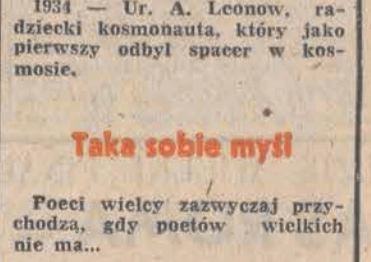 1934 — Ur. A. Leonow, ra-
dziecki kosmonauta, który jako
pierwszy odbył spacer w kos-
mosie.
Taka sobie myśl
Poeci wielcy zazwyczaj przy-
chodzą, gdy poetów wielkich
nie ma...